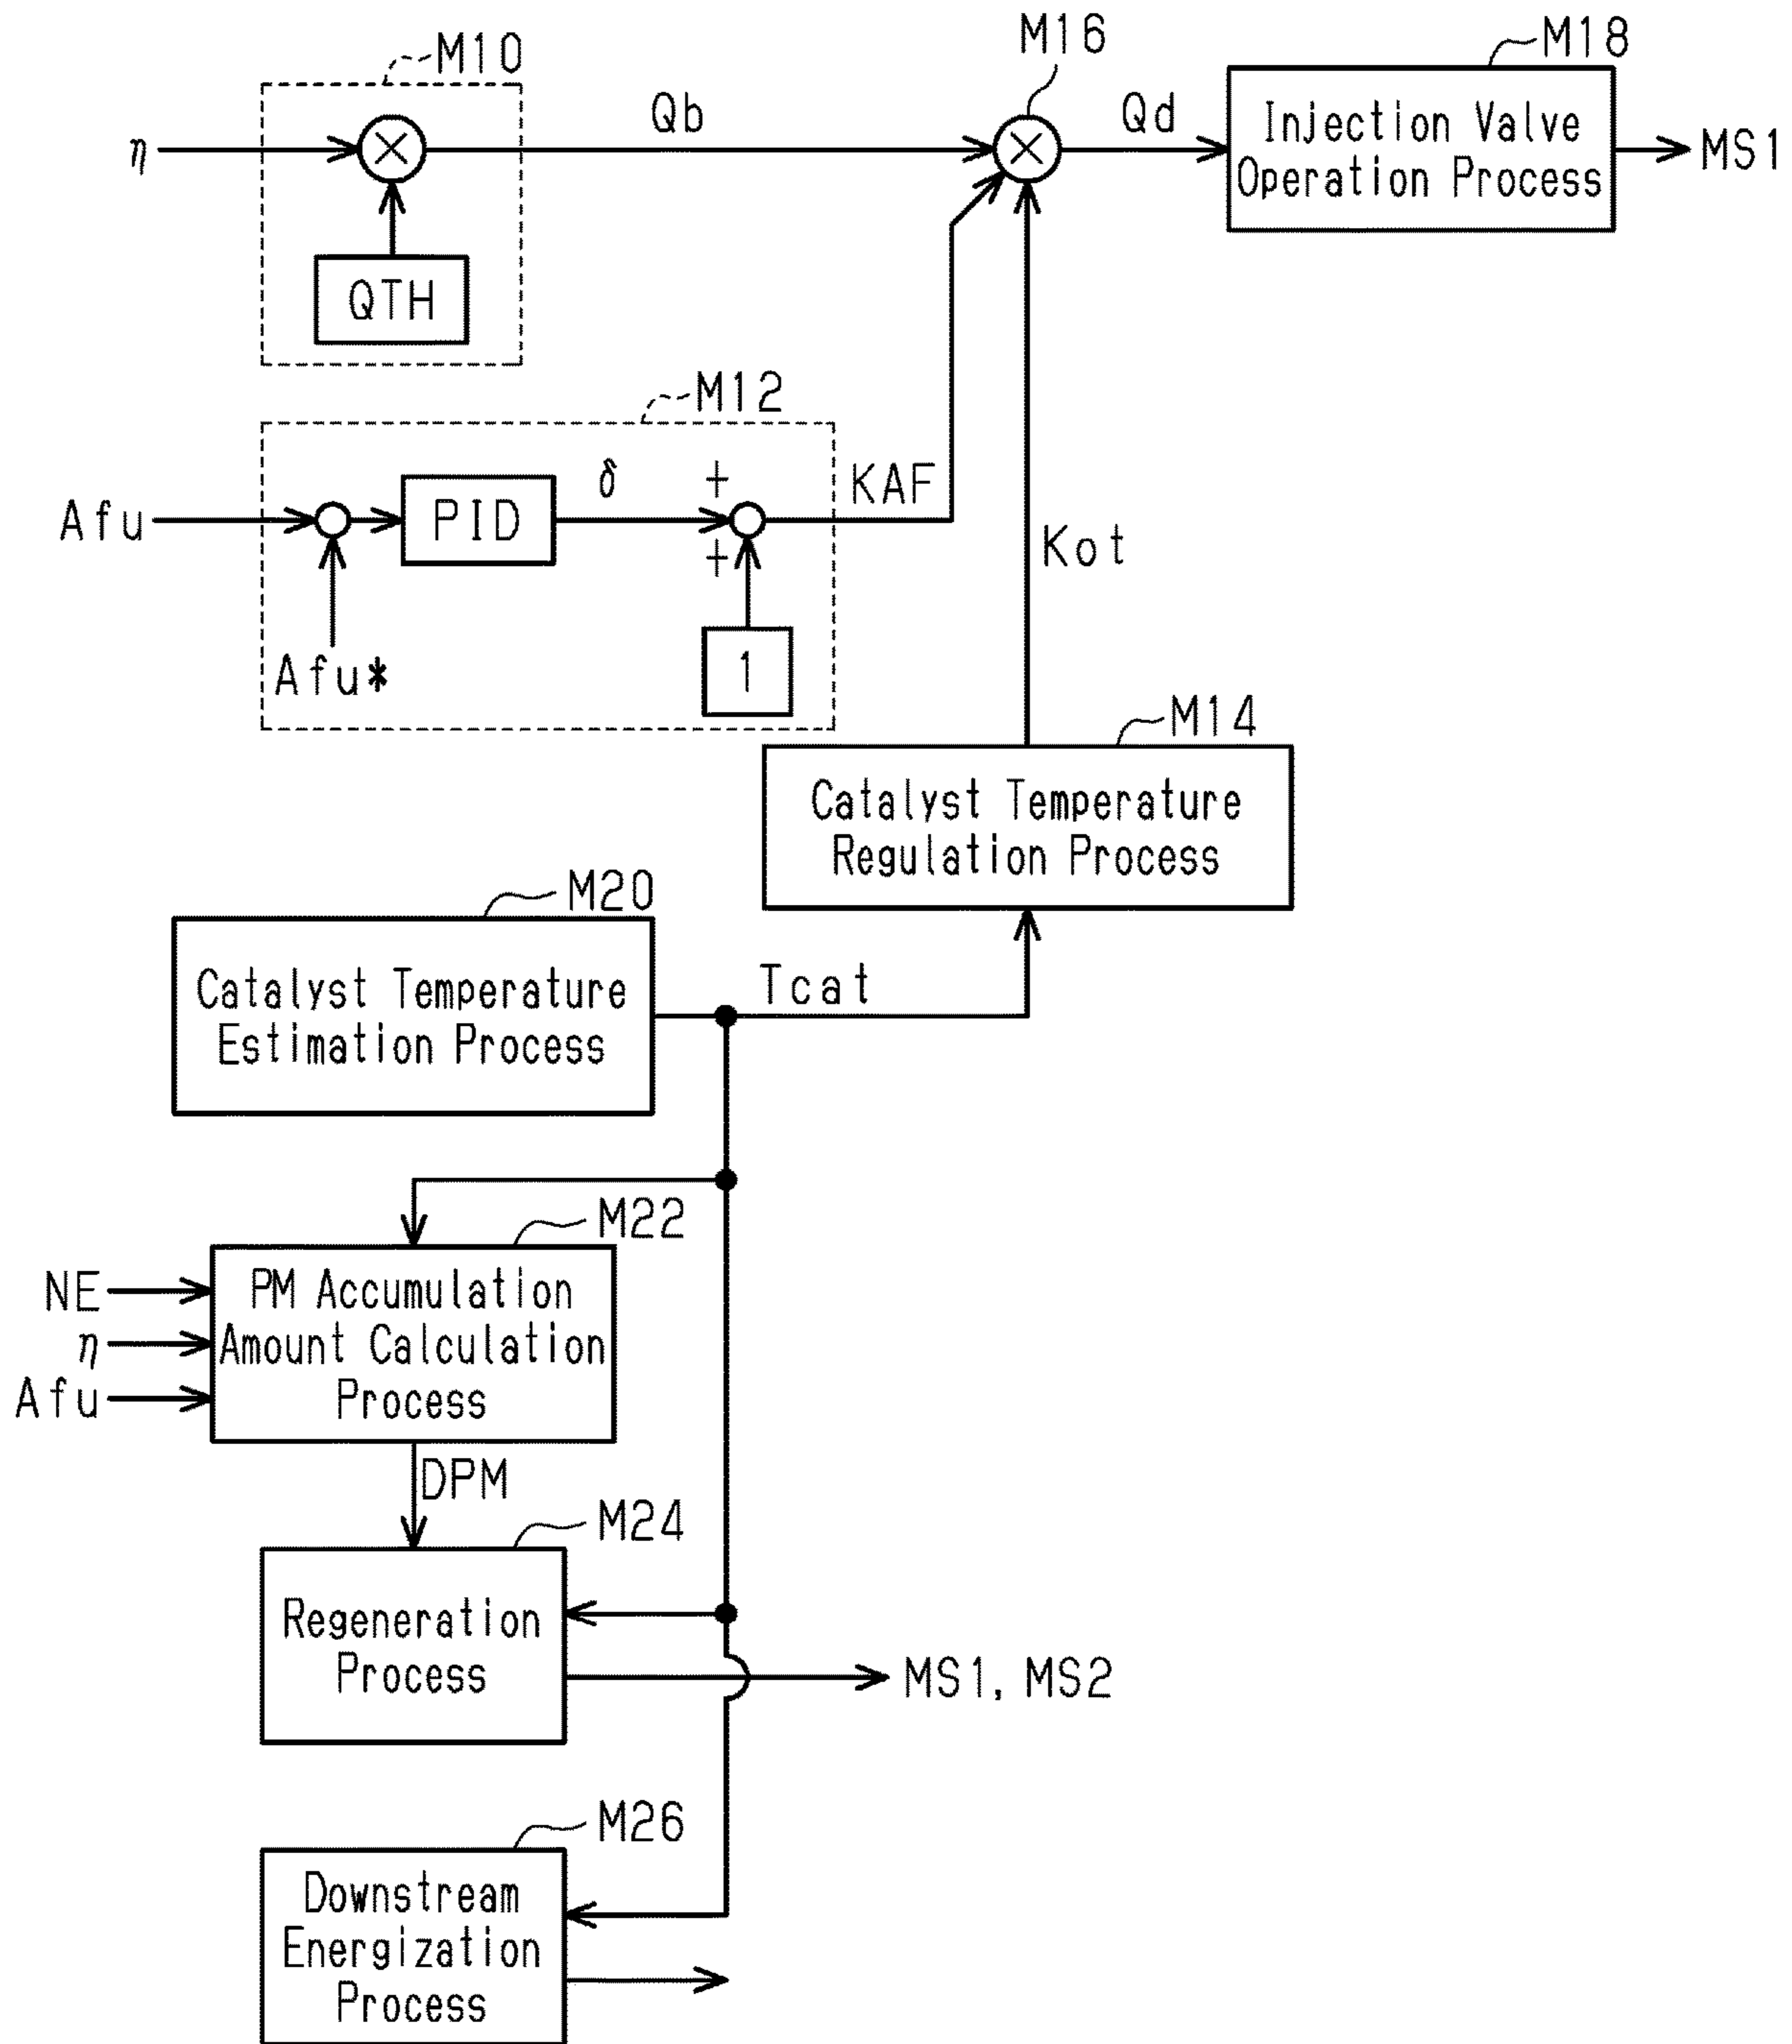 M10
M16
M18
η
×
Qb
×
Qd
Injection Valve
Operation Process
MS1
QTH
M12
Afu
PID
δ
+
+
KAF
Kot
Afu*
1
M14
Catalyst Temperature
Regulation Process
M20
Catalyst Temperature
Estimation Process
Tcat
M22
NE
η
Afu
PM Accumulation
Amount Calculation
Process
DPM
M24
Regeneration
Process
MS1, MS2
M26
Downstream
Energization
Process